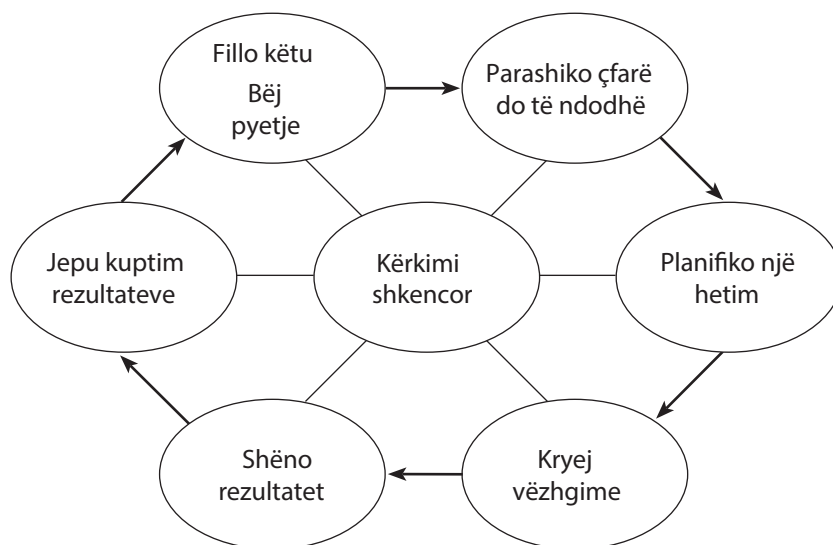 Fillo këtu
Bëj
pyetje
Parashiko çfarë
do të ndodhë
Planifiko një
hetim
Kryej
vëzhgime
Shëno
rezultatet
Jepu kuptim
rezultateve
Kërkimi
shkencor